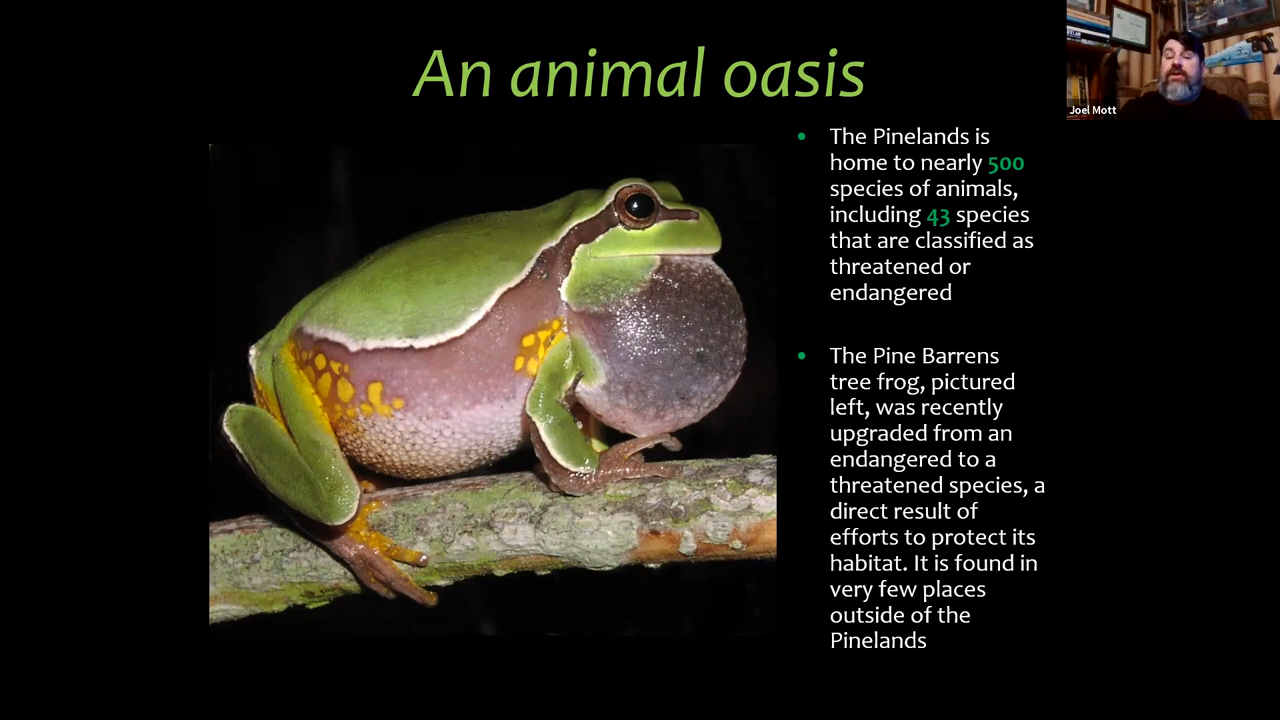 An animal oasis
Joel Mott
• The Pinelands is
home to nearly 500
species of animals,
including 43 species
that are classified as
threatened or
endangered
• The Pine Barrens
tree frog, pictured
left, was recently
upgraded from an
endangered to a
threatened species, a
direct result of
efforts to protect its
habitat. It is found in
very few places
outside of the
Pinelands